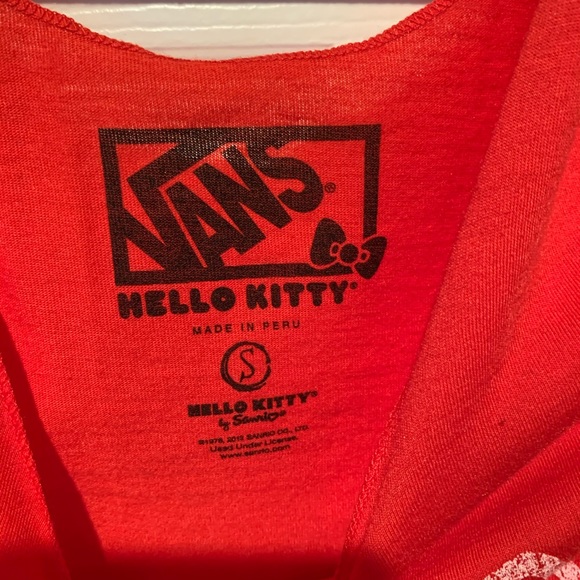 VANS®
HELLO KITTY®
MADE IN PERU
S
HELLO KITTY®
by Sanrio®
©1976, 2012 SANRIO CO., LTD.
Used Under License.
www.sanrio.com